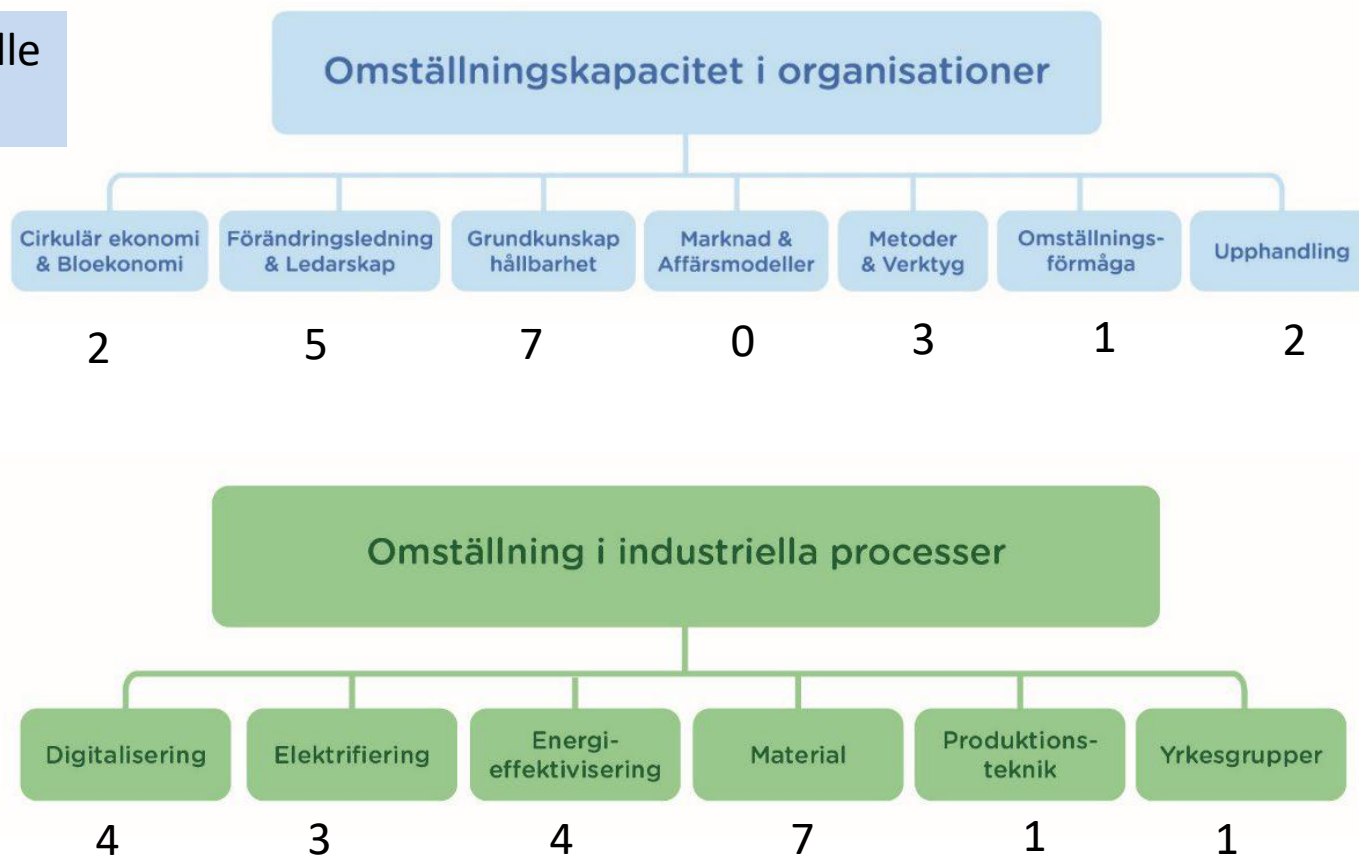 lle
Omställningskapacitet i organisationer
Cirkulär ekonomi
& Bloekonomi
Förändringsledning
& Ledarskap
Grundkunskap
hållbarhet
Marknad &
Affärsmodeller
Metoder
& Verktyg
Omställnings-
förmåga
Upphandling
2
5
7
0
3
1
2
Omställning i industriella processer
Digitalisering
Elektrifiering
Energi-
effektivisering
Material
Produktions-
teknik
Yrkesgrupper
4
3
4
7
1
1